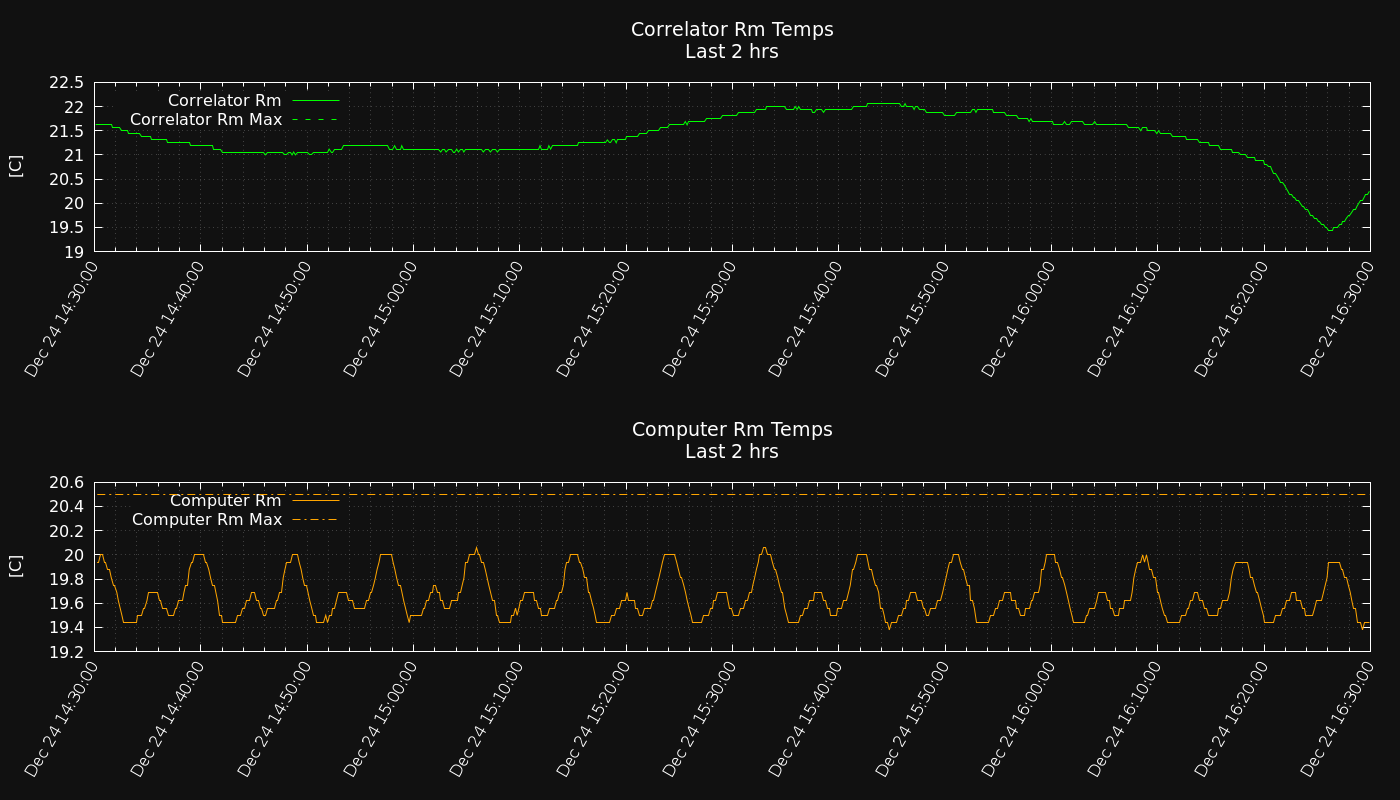 Correlator Rm Temps
Last 2 hrs
22.5
22
21.5
21
20.5
20
19.5
19
[C]
Correlator Rm
Correlator Rm Max
Dec 24 14:30:00
Dec 24 14:40:00
Dec 24 14:50:00
Dec 24 15:00:00
Dec 24 15:10:00
Dec 24 15:20:00
Dec 24 15:30:00
Dec 24 15:40:00
Dec 24 15:50:00
Dec 24 16:00:00
Dec 24 16:10:00
Dec 24 16:20:00
Dec 24 16:30:00
Computer Rm Temps
Last 2 hrs
20.6
20.4
20.2
20
19.8
19.6
19.4
19.2
[C]
Computer Rm
Computer Rm Max
Dec 24 14:30:00
Dec 24 14:40:00
Dec 24 14:50:00
Dec 24 15:00:00
Dec 24 15:10:00
Dec 24 15:20:00
Dec 24 15:30:00
Dec 24 15:40:00
Dec 24 15:50:00
Dec 24 16:00:00
Dec 24 16:10:00
Dec 24 16:20:00
Dec 24 16:30:00